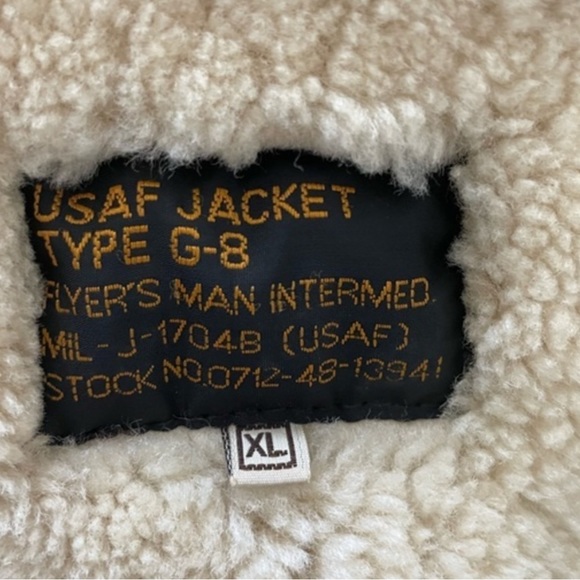 USAF JACKET
TYPE G-8
FLYER'S MAN INTERMED.
MIL-J-1704B (USAF)
STOCK NO.0712-48-13941
XL